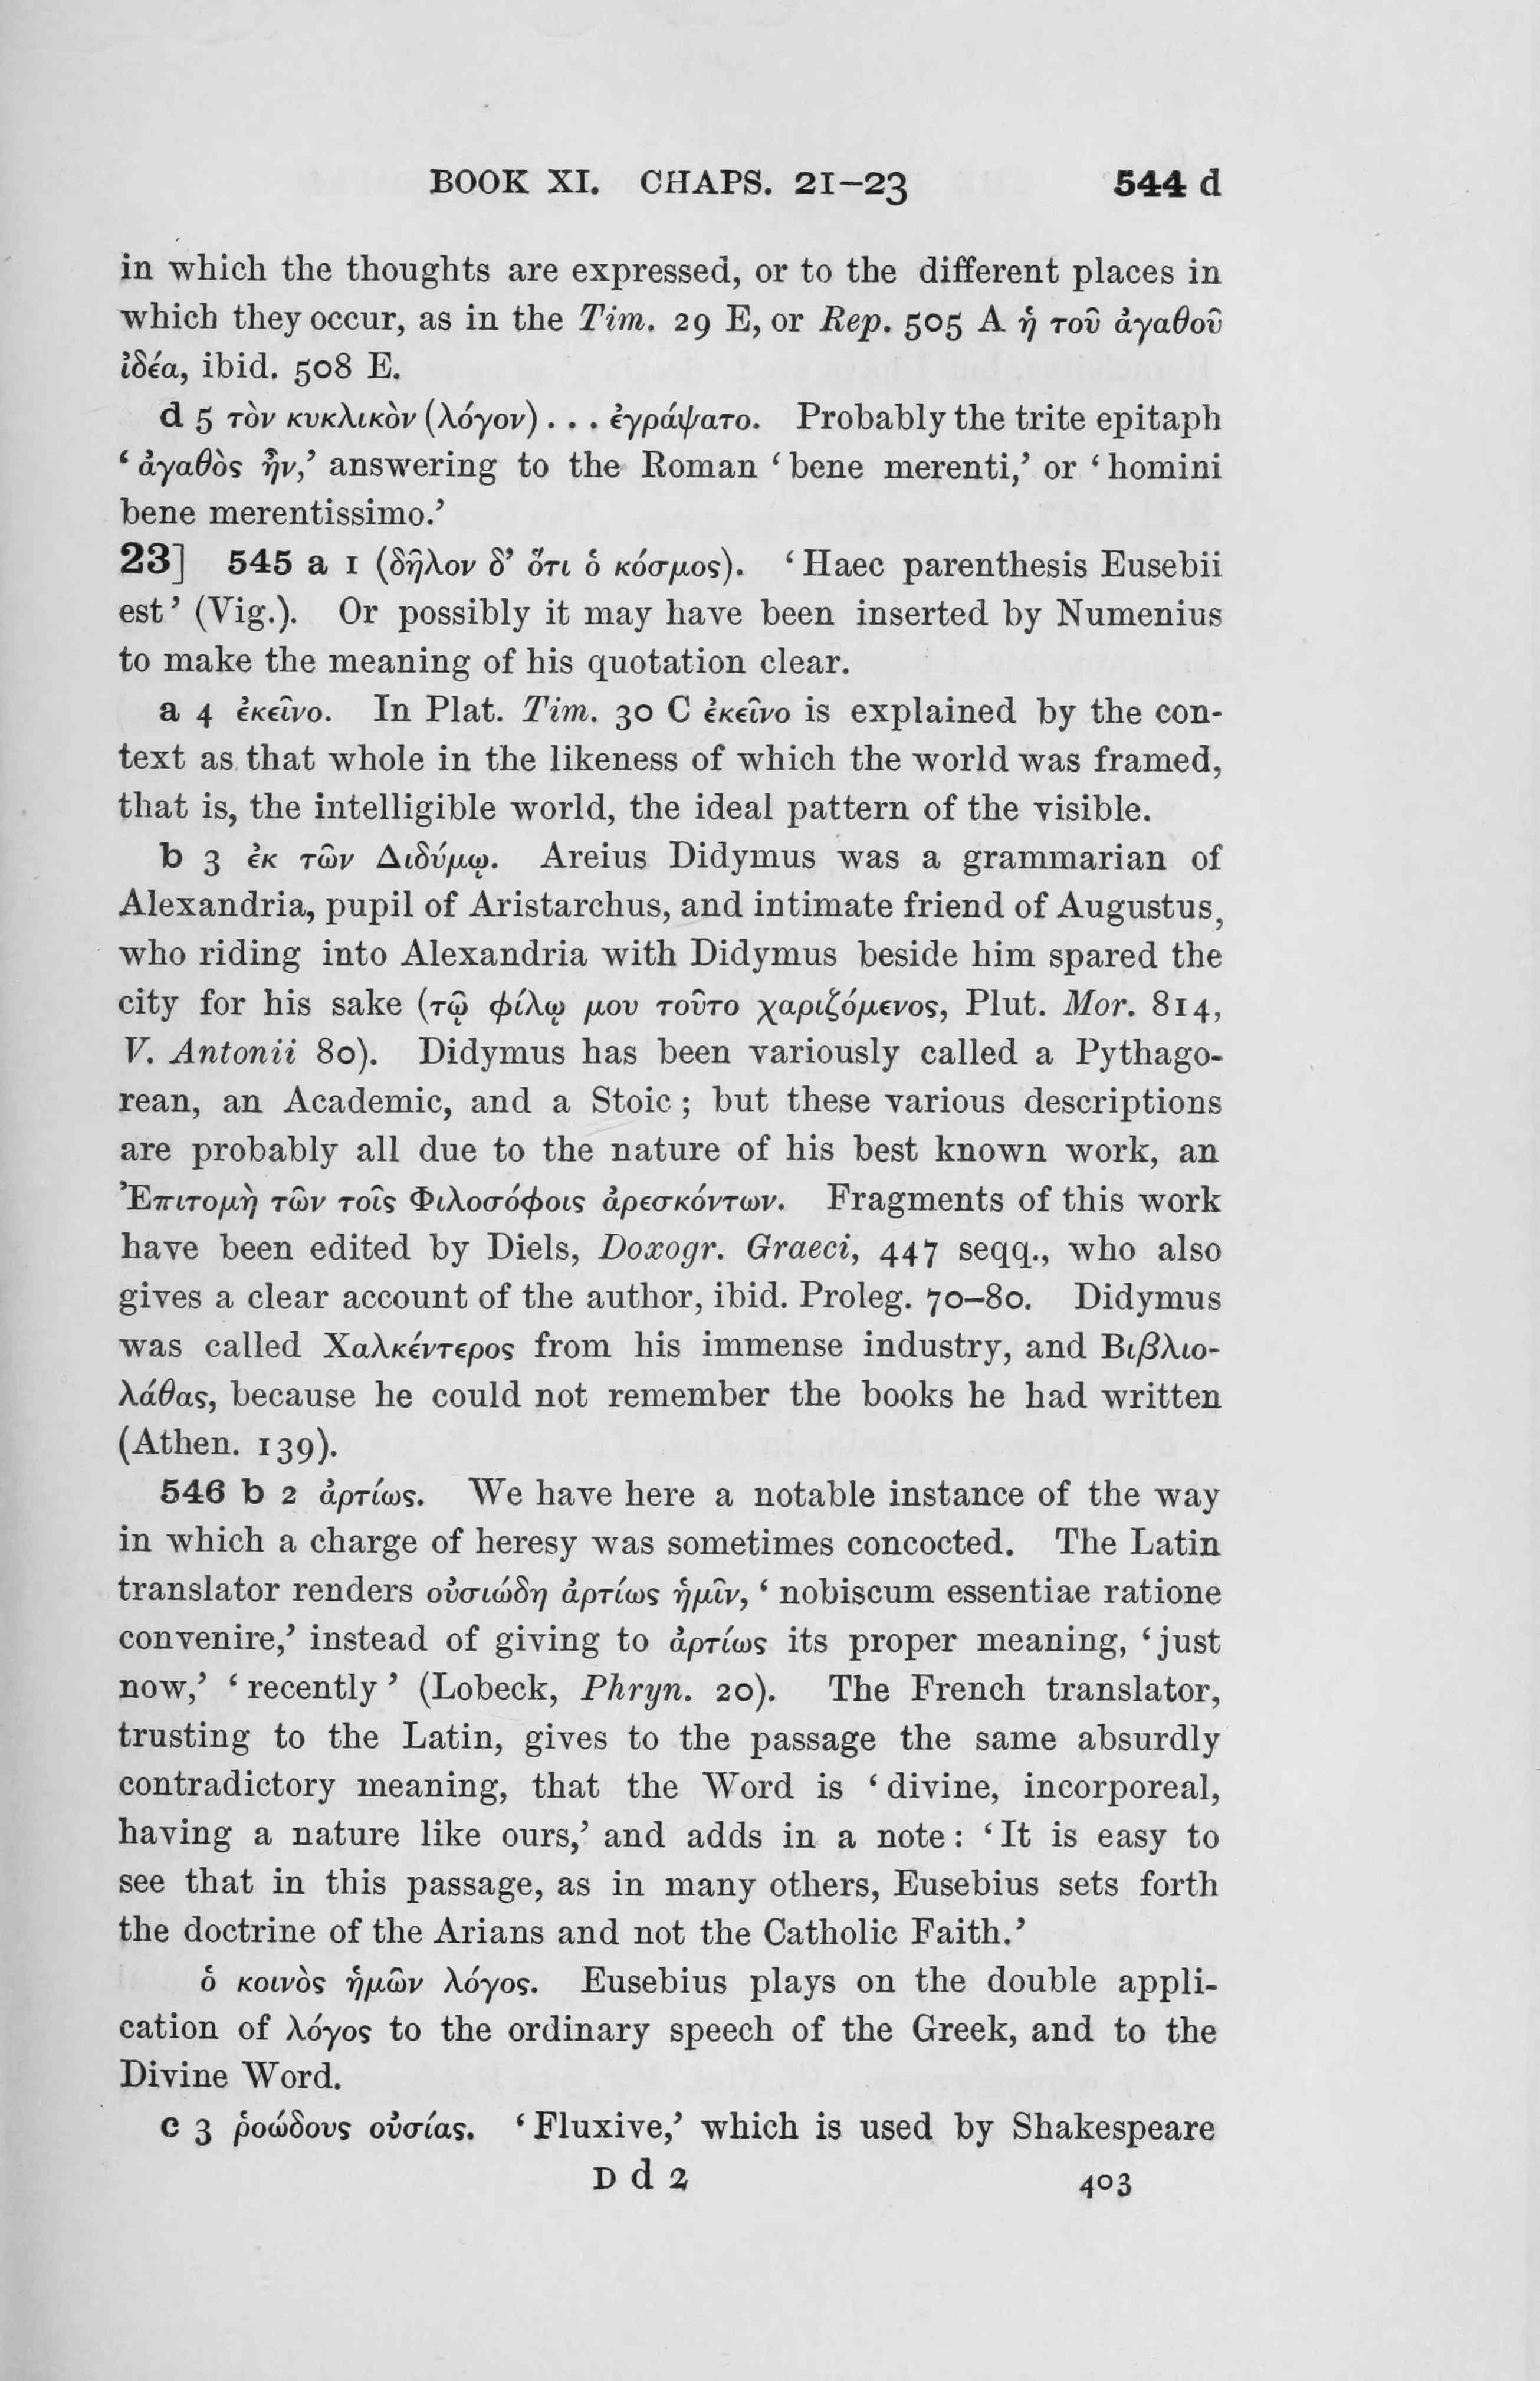 BOOK XI. CHAPS. 21–23 544 d
in which the thoughts are expressed, or to the different places in
which they occur, as in the Tim. 29 E, or Rep. 505 A ἡ τοῦ ἀγαθοῦ
ἰδέα, ibid. 508 E.
d 5 τὸν κυκλικὸν (λόγον) . . . ἐγράψατο. Probably the trite epitaph
‘ ἀγαθὸς ἦν,’ answering to the Roman ‘ bene merenti,’ or ‘ homini
bene merentissimo.’
23] 545 a 1 (δῆλον δ’ ὅτι ὁ κόσμος). ‘ Haec parenthesis Eusebii
est ’ (Vig.). Or possibly it may have been inserted by Numenius
to make the meaning of his quotation clear.
a 4 ἐκεῖνο. In Plat. Tim. 30 C ἐκεῖνο is explained by the con-
text as that whole in the likeness of which the world was framed,
that is, the intelligible world, the ideal pattern of the visible.
b 3 ἐκ τῶν Διδύμῳ. Areius Didymus was a grammarian of
Alexandria, pupil of Aristarchus, and intimate friend of Augustus,
who riding into Alexandria with Didymus beside him spared the
city for his sake (τῷ φίλῳ μου τοῦτο χαριζόμενος, Plut. Mor. 814,
V. Antonii 80). Didymus has been variously called a Pythago-
rean, an Academic, and a Stoic ; but these various descriptions
are probably all due to the nature of his best known work, an
Ἐπιτομὴ τῶν τοῖς Φιλοσόφοις ἀρεσκόντων. Fragments of this work
have been edited by Diels, Doxogr. Graeci, 447 seqq., who also
gives a clear account of the author, ibid. Proleg. 70–80. Didymus
was called Χαλκέντερος from his immense industry, and Βιβλιο-
λάθας, because he could not remember the books he had written
(Athen. 139).
546 b 2 ἀρτίως. We have here a notable instance of the way
in which a charge of heresy was sometimes concocted. The Latin
translator renders οὐσιώδη ἀρτίως ἡμῖν, ‘ nobiscum essentiae ratione
convenire,’ instead of giving to ἀρτίως its proper meaning, ‘ just
now,’ ‘ recently ’ (Lobeck, Phryn. 20). The French translator,
trusting to the Latin, gives to the passage the same absurdly
contradictory meaning, that the Word is ‘ divine, incorporeal,
having a nature like ours,’ and adds in a note : ‘ It is easy to
see that in this passage, as in many others, Eusebius sets forth
the doctrine of the Arians and not the Catholic Faith.’
ὁ κοινὸς ἡμῶν λόγος. Eusebius plays on the double appli-
cation of λόγος to the ordinary speech of the Greek, and to the
Divine Word.
c 3 ῥοώδους οὐσίας. ‘ Fluxive,’ which is used by Shakespeare
D d 2 403